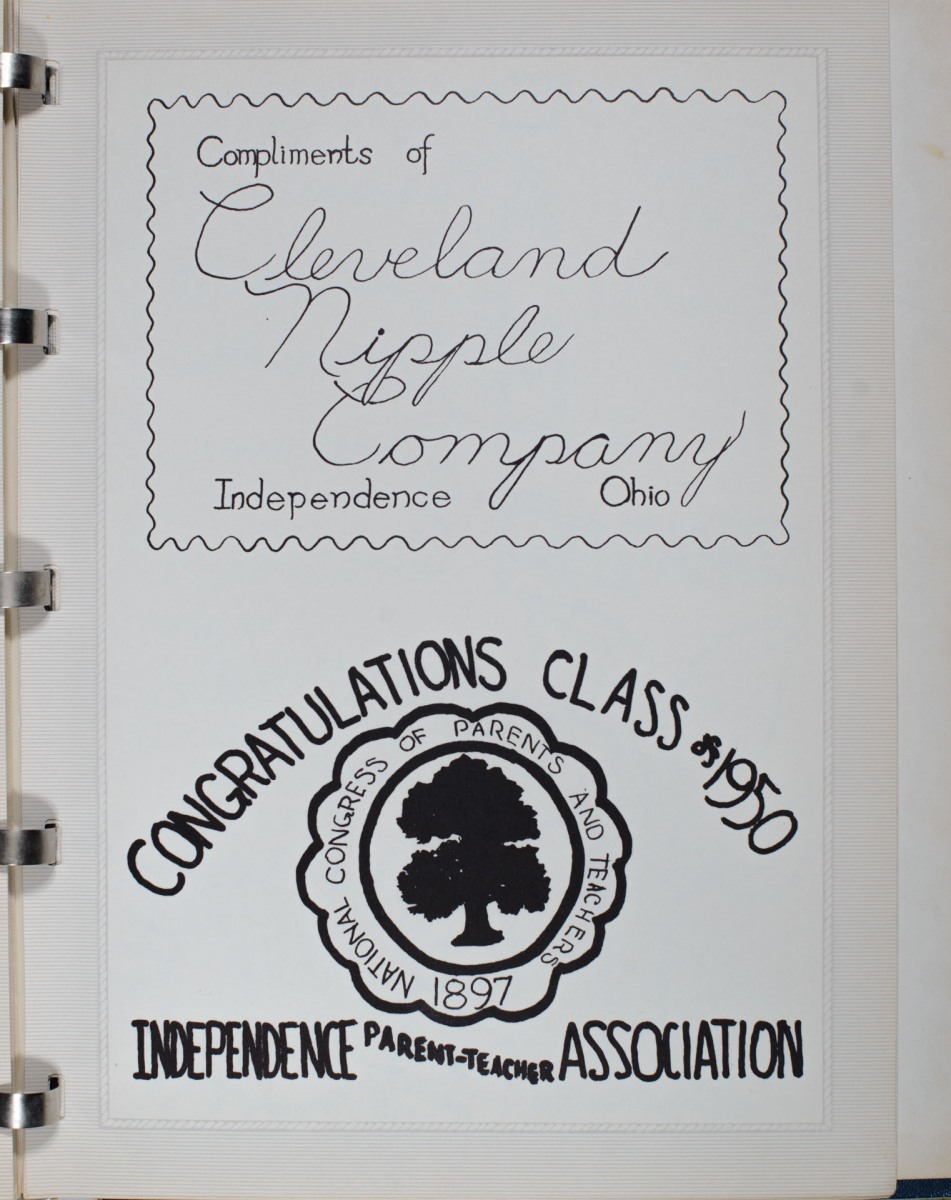 Compliments of
Cleveland
Nipple
Company
Independence Ohio
CONGRATULATIONS CLASS of 1950
NATIONAL CONGRESS OF PARENTS AND TEACHERS
1897
INDEPENDENCE PARENT-TEACHER ASSOCIATION